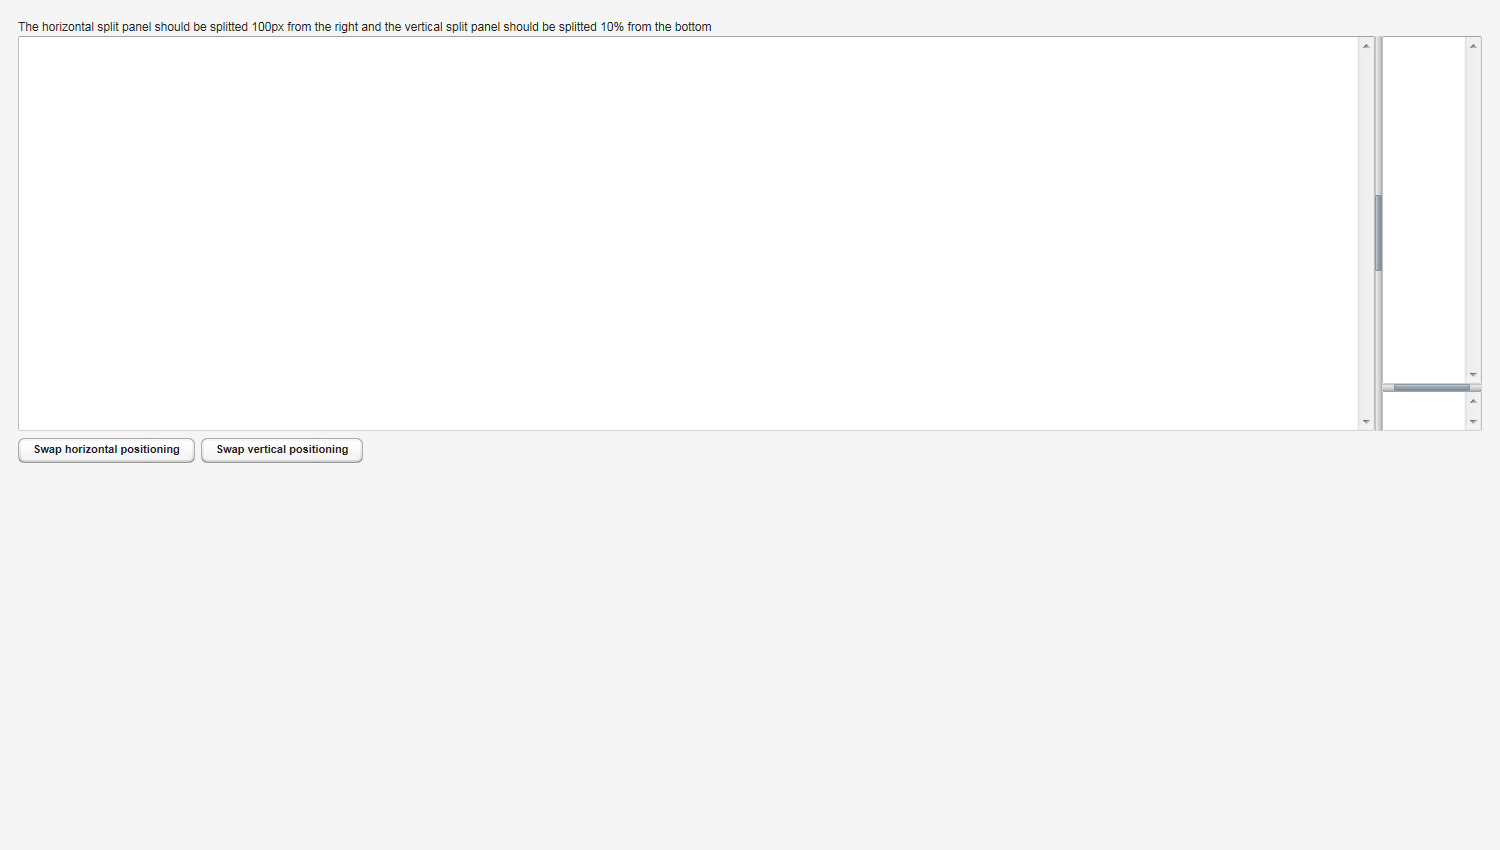 The horizontal split panel should be splitted 100px from the right and the vertical split panel should be splitted 10% from the bottom
Swap horizontal positioning Swap vertical positioning